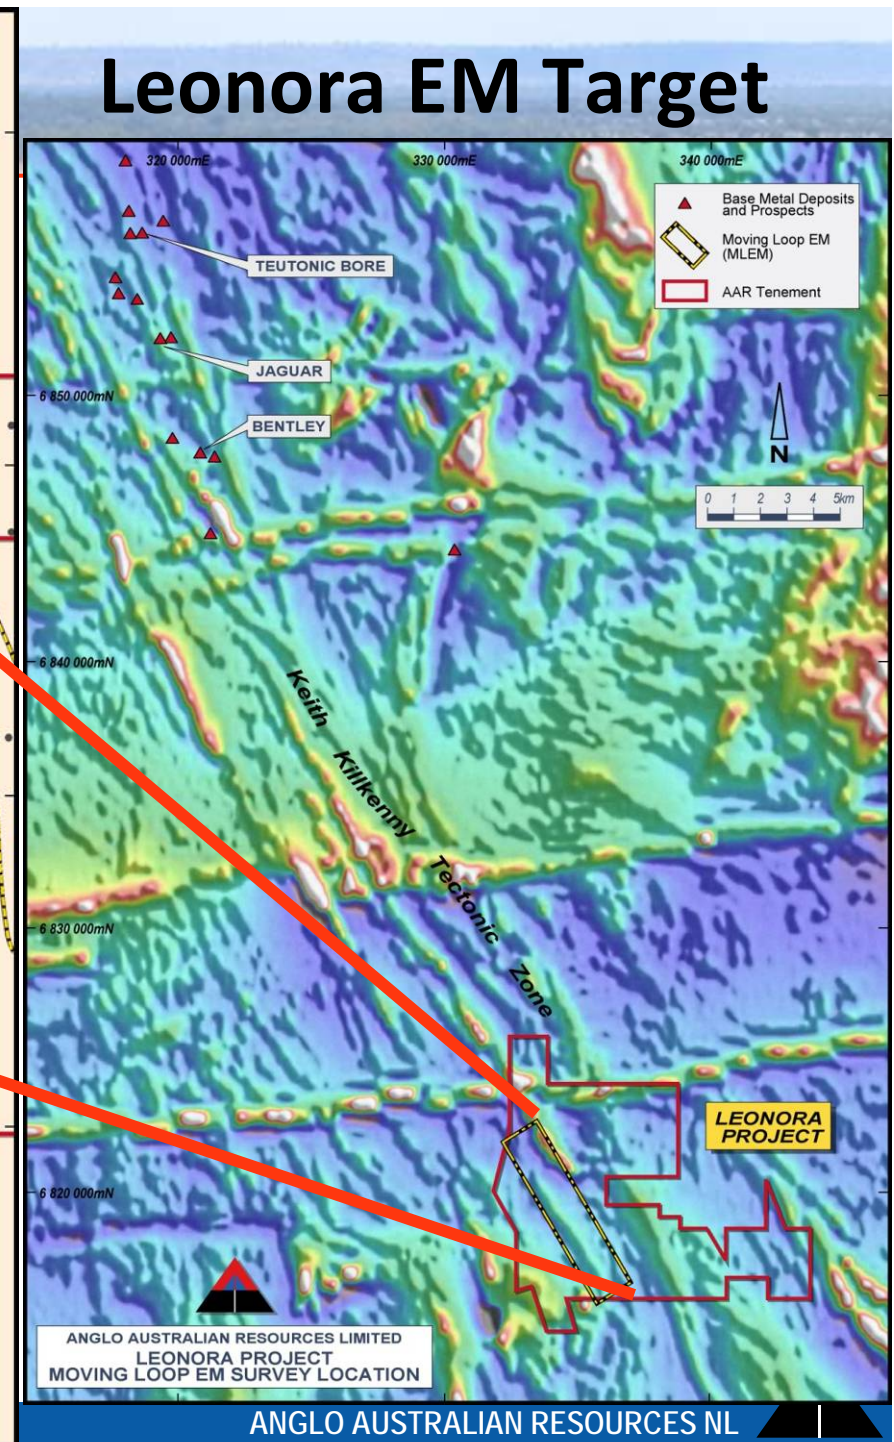 Leonora EM Target
320 000mE
330 000mE
340 000mE
Base Metal Deposits
and Prospects
Moving Loop EM
(MLEM)
AAR Tenement
TEUTONIC BORE
JAGUAR
BENTLEY
6 850 000mN
N
0 1 2 3 4 5km
6 840 000mN
Keith Killkenny Tectonic Zone
6 830 000mN
LEONORA
PROJECT
6 820 000mN
ANGLO AUSTRALIAN RESOURCES LIMITED
LEONORA PROJECT
MOVING LOOP EM SURVEY LOCATION
ANGLO AUSTRALIAN RESOURCES NL